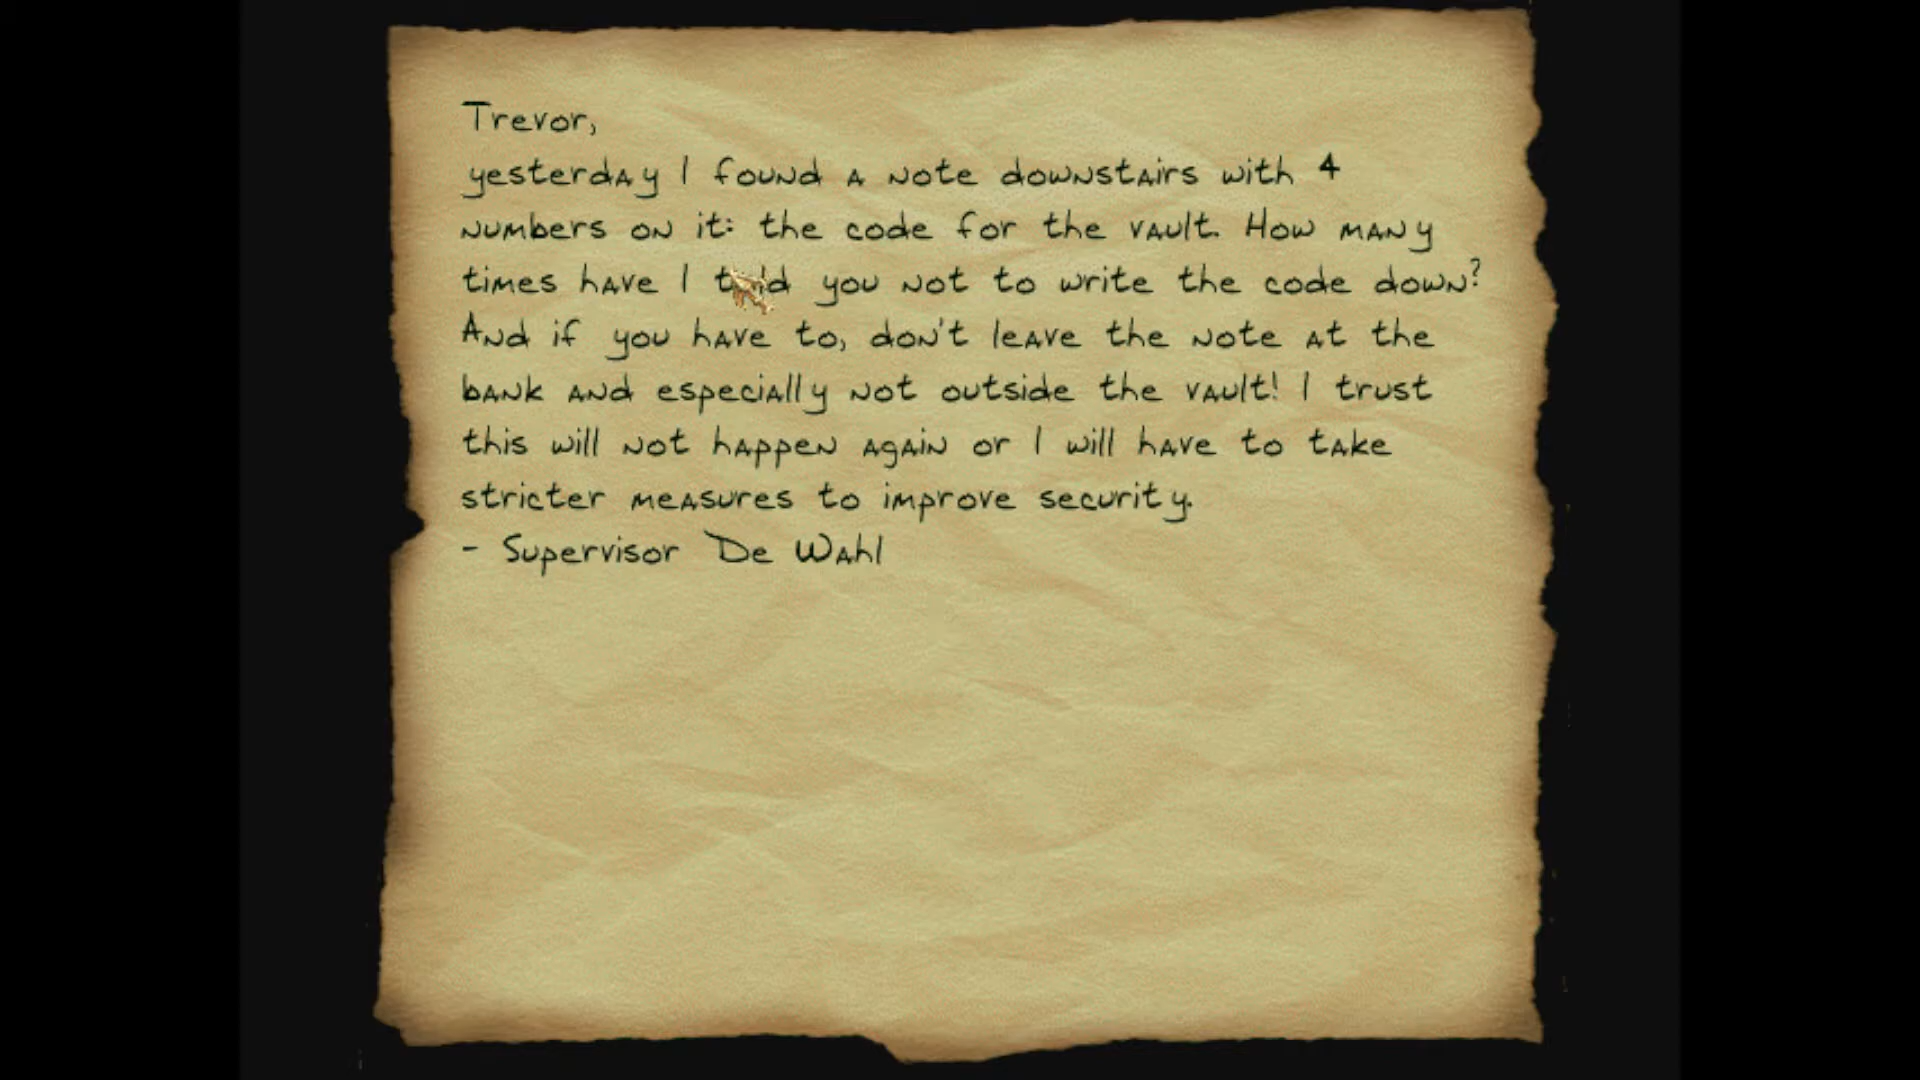 Trevor,
yesterday I found a note downstairs with 4
numbers on it: the code for the vault. How many
times have I told you not to write the code down?
And if you have to, don't leave the note at the
bank and especially not outside the vault! I trust
this will not happen again or I will have to take
stricter measures to improve security.
- Supervisor De Wahl